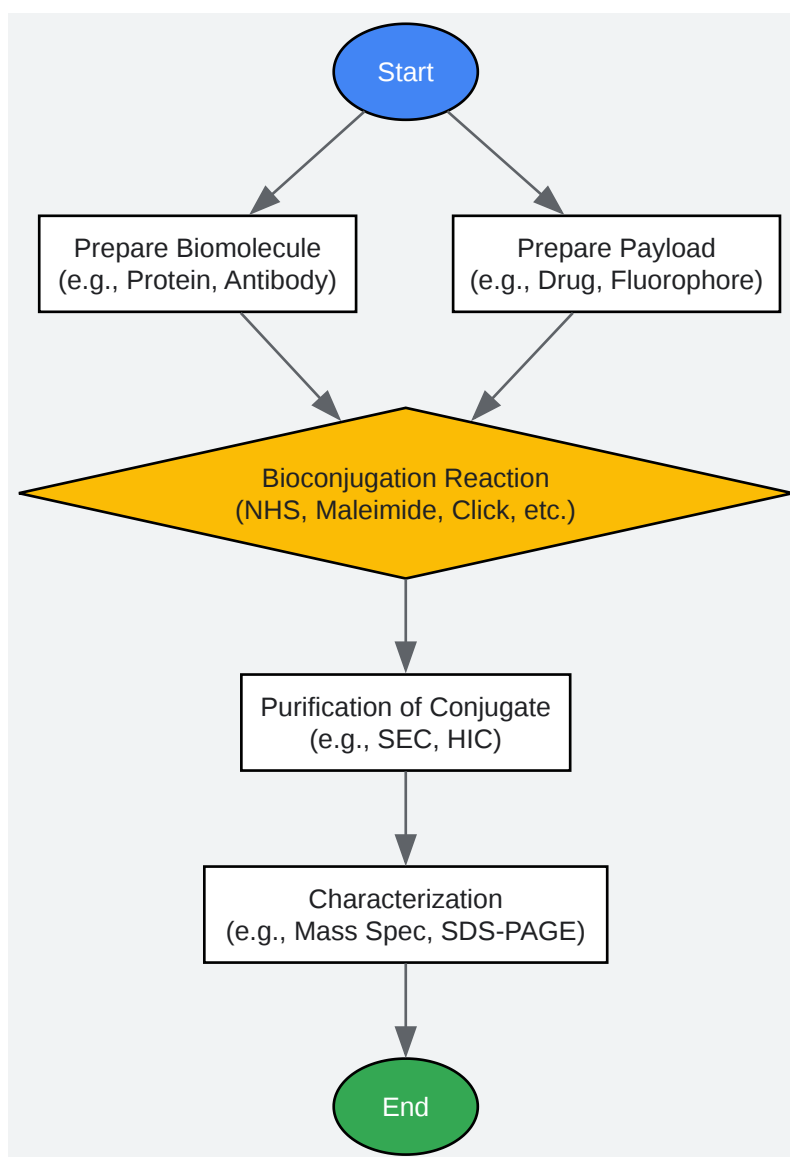 Start
Prepare Biomolecule
(e.g., Protein, Antibody)
Prepare Payload
(e.g., Drug, Fluorophore)
Bioconjugation Reaction
(NHS, Maleimide, Click, etc.)
Purification of Conjugate
(e.g., SEC, HIC)
Characterization
(e.g., Mass Spec, SDS-PAGE)
End